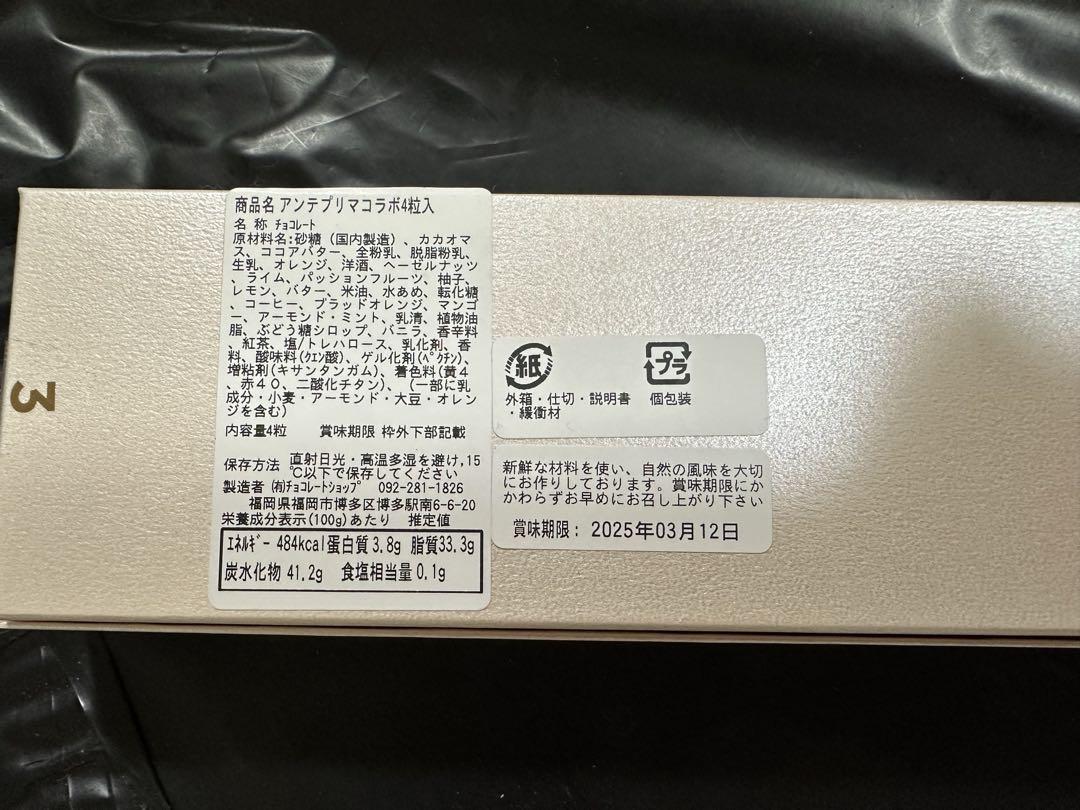 商品名 アンテプリマコラボ4粒入
名 称 チョコレート
原材料名:砂糖（国内製造）、カカオマ
ス、ココアバター、全粉乳、脱脂粉乳、
生乳、オレンジ、洋酒、ヘーゼルナッツ
、ライム、パッションフルーツ、柚子、
レモン、バター、米油、水あめ、転化糖
、コーヒー、ブラッドオレンジ、マンゴ
ー、アーモンド・ミント、乳清、植物油
脂、ぶどう糖シロップ、バニラ、香辛料
、紅茶、塩/トレハロース、乳化剤、香
料、酸味料(クエン酸)、ゲル化剤(ペクチン)、
増粘剤(キサンタンガム)、着色料(黄4
、赤40、二酸化チタン)、（一部に乳
成分・小麦・アーモンド・大豆・オレン
ジを含む）
内容量4粒 賞味期限 枠外下部記載
保存方法 直射日光・高温多湿を避け,15
℃以下で保存してください
製造者 (有)チョコレートショップ 092-281-1826
福岡県福岡市博多区博多駅南6-6-20
栄養成分表示(100g)あたり 推定値
エネルギー 484kcal 蛋白質 3.8g 脂質33.3g
炭水化物 41.2g 食塩相当量 0.1g
紙 プラ
外箱・仕切・説明書 個包装
・緩衝材
新鮮な材料を使い、自然の風味を大切
にお作りしております。賞味期限にか
かわらずお早めにお召し上がり下さい
賞味期限： 2025年03月12日
3